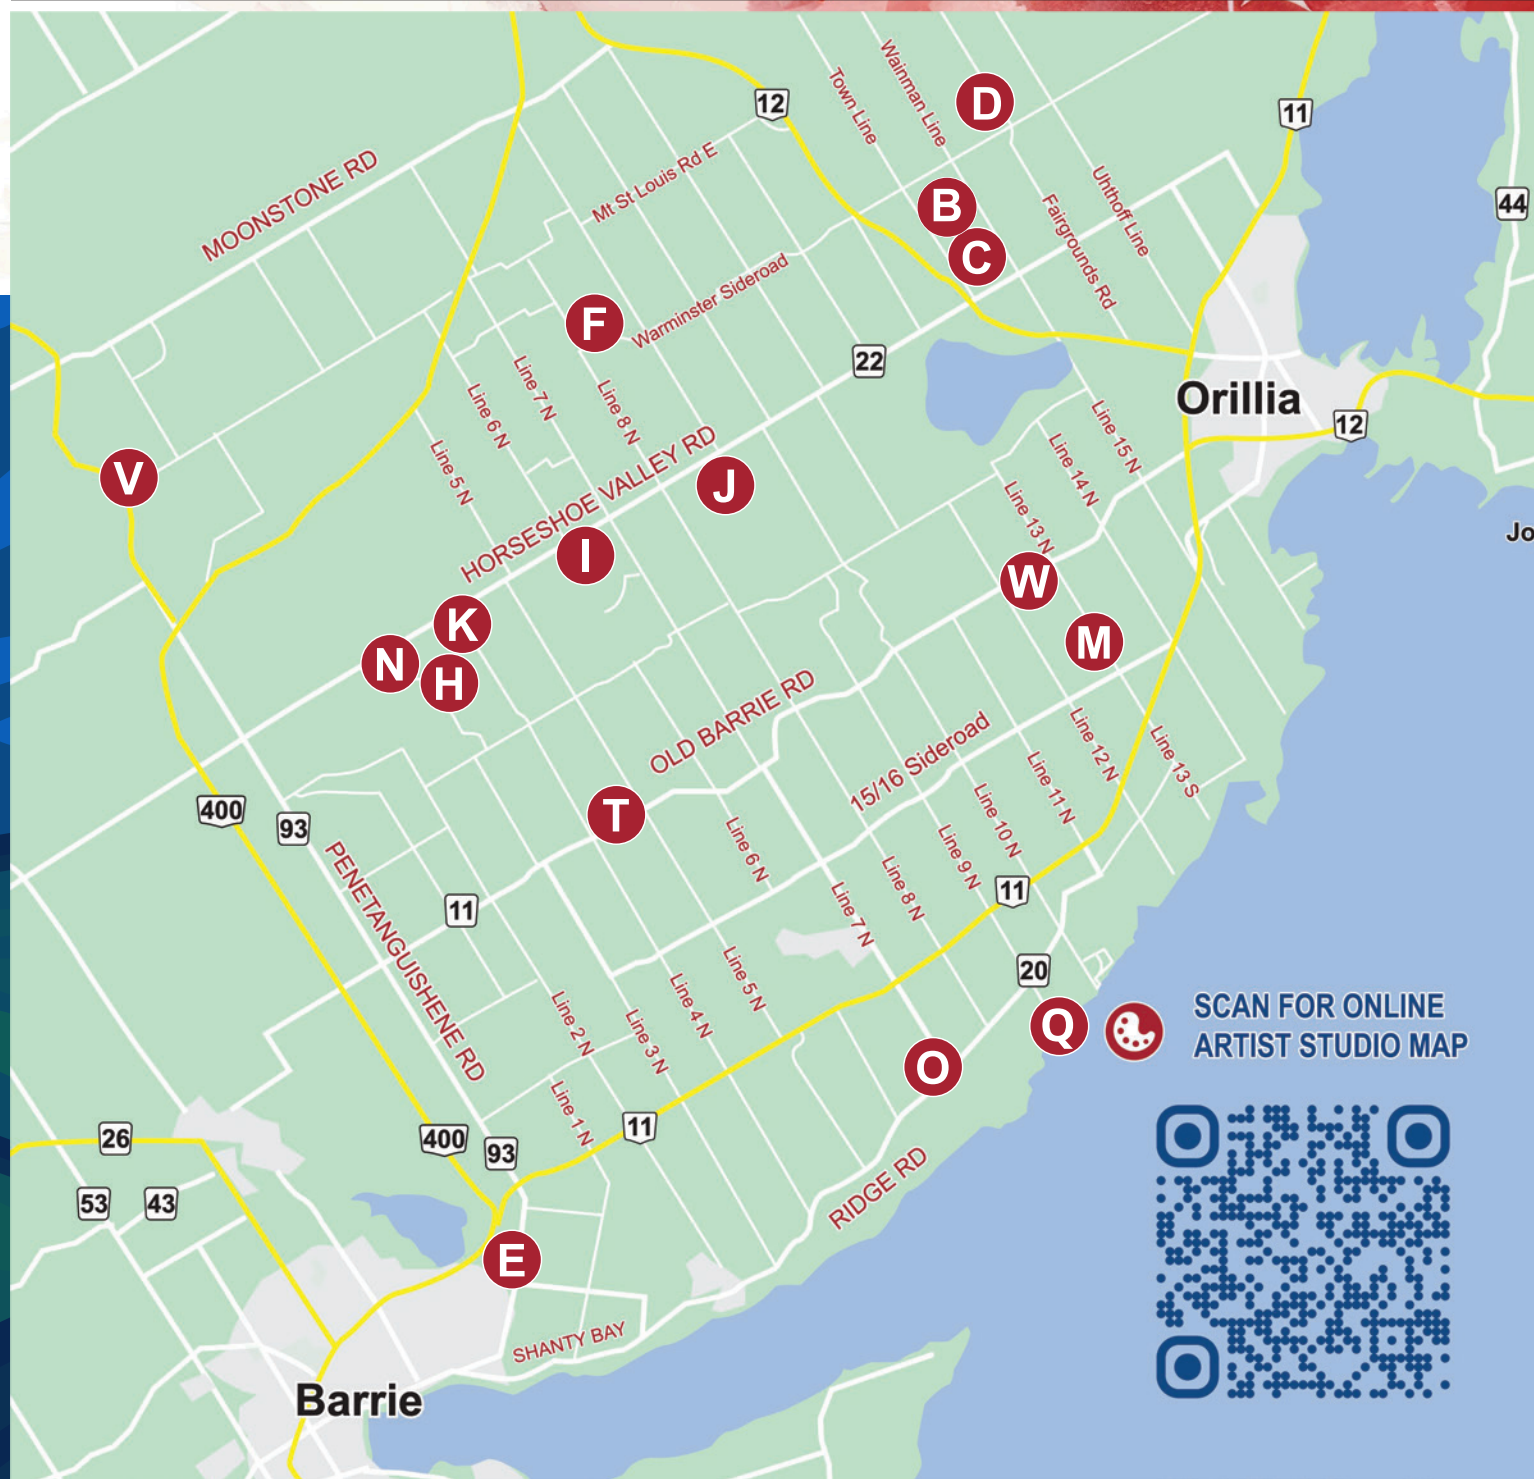 12
Town Line
Wainman Line
D
11
MOONSTONE RD
Mt St Louis Rd E
Uhthoff Line
44
B
Fairgrounds Rd
C
Warminster Sideroad
F
22
Line 7 N
Line 6 N
Line 8 N
Orillia
12
Line 15 N
Line 14 N
Line 5 N
V
HORSESHOE VALLEY RD
J
Line 13 N
Jo
I
W
K
M
N
H
OLD BARRIE RD
15/16 Sideroad
Line 12 N
Line 13 S
Line 11 N
400
93
T
Line 10 N
Line 6 N
Line 9 N
Line 8 N
PENETANGUISHENE RD
11
11
Line 7 N
20
Line 5 N
Line 4 N
Line 2 N
Line 3 N
Q
SCAN FOR ONLINE
ARTIST STUDIO MAP
O
Line 1 N
26
400
93
11
53
43
RIDGE RD
E
SHANTY BAY
Barrie